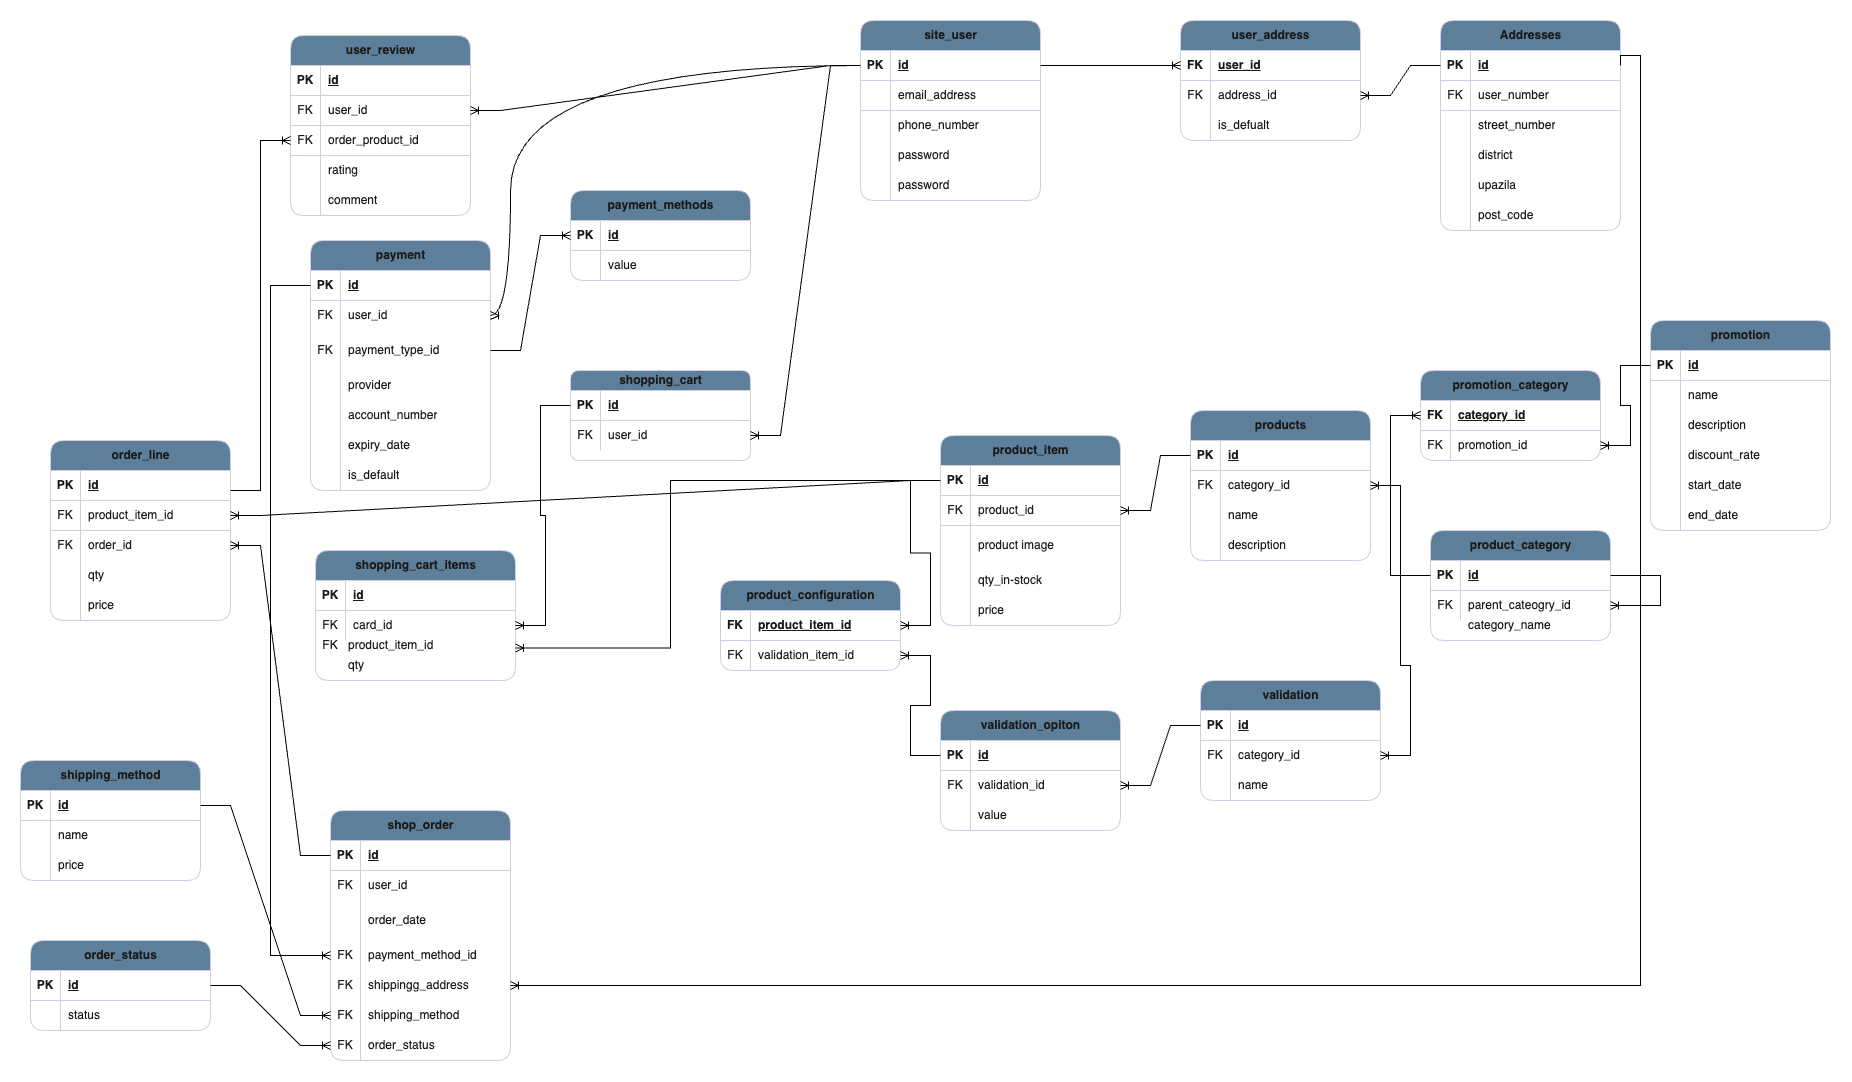 user_review
PK id
FK user_id
FK order_product_id
rating
comment
site_user
PK id
email_address
phone_number
password
password
user_address
FK user_id
FK address_id
is_defualt
Addresses
PK id
FK user_number
street_number
district
upazila
post_code
payment_methods
PK id
value
payment
PK id
FK user_id
FK payment_type_id
provider
account_number
expiry_date
is_default
shopping_cart
PK id
FK user_id
promotion
PK id
name
description
discount_rate
start_date
end_date
promotion_category
FK category_id
FK promotion_id
products
PK id
FK category_id
name
description
product_item
PK id
FK product_id
product image
qty_in-stock
price
order_line
PK id
FK product_item_id
FK order_id
qty
price
shopping_cart_items
PK id
FK card_id
FK product_item_id
qty
product_configuration
FK product_item_id
FK validation_item_id
product_category
PK id
FK parent_cateogry_id
category_name
validation_opiton
PK id
FK validation_id
value
validation
PK id
FK category_id
name
shipping_method
PK id
name
price
shop_order
PK id
FK user_id
order_date
FK payment_method_id
FK shippingg_address
FK shipping_method
FK order_status
order_status
PK id
status